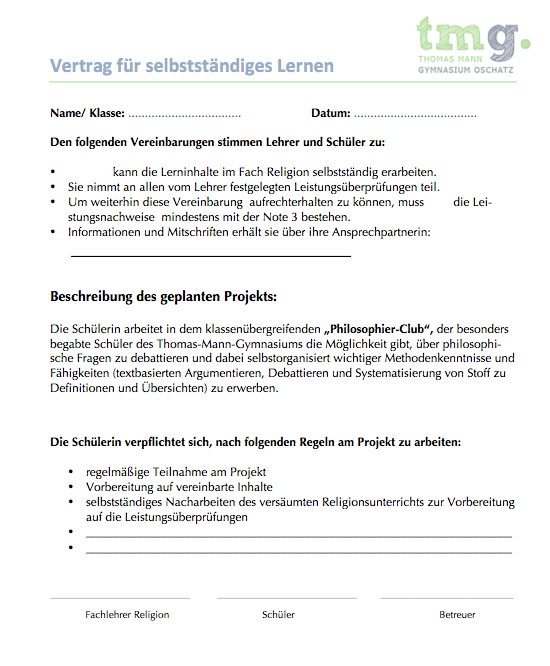 tmg.
THOMAS MANN
GYMNASIUM OSCHATZ
Vertrag für selbstständiges Lernen
Name/ Klasse: .................................. Datum: .....................................
Den folgenden Vereinbarungen stimmen Lehrer und Schüler zu:
• kann die Lerninhalte im Fach Religion selbstständig erarbeiten.
• Sie nimmt an allen vom Lehrer festgelegten Leistungsüberprüfungen teil.
• Um weiterhin diese Vereinbarung aufrechterhalten zu können, muss die Lei-
stungsnachweise mindestens mit der Note 3 bestehen.
• Informationen und Mitschriften erhält sie über ihre Ansprechpartnerin:
____________________________________________
Beschreibung des geplanten Projekts:
Die Schülerin arbeitet in dem klassenübergreifenden „Philosophier-Club“, der besonders
begabte Schüler des Thomas-Mann-Gymnasiums die Möglichkeit gibt, über philosophi-
sche Fragen zu debattieren und dabei selbstorganisiert wichtiger Methodenkenntnisse und
Fähigkeiten (textbasierten Argumentieren, Debattieren und Systematisierung von Stoff zu
Definitionen und Übersichten) zu erwerben.
Die Schülerin verpflichtet sich, nach folgenden Regeln am Projekt zu arbeiten:
• regelmäßige Teilnahme am Projekt
• Vorbereitung auf vereinbarte Inhalte
• selbstständiges Nacharbeiten des versäumten Religionsunterrichts zur Vorbereitung
auf die Leistungsüberprüfungen
• ____________________________________________
• ____________________________________________
Fachlehrer Religion Schüler Betreuer